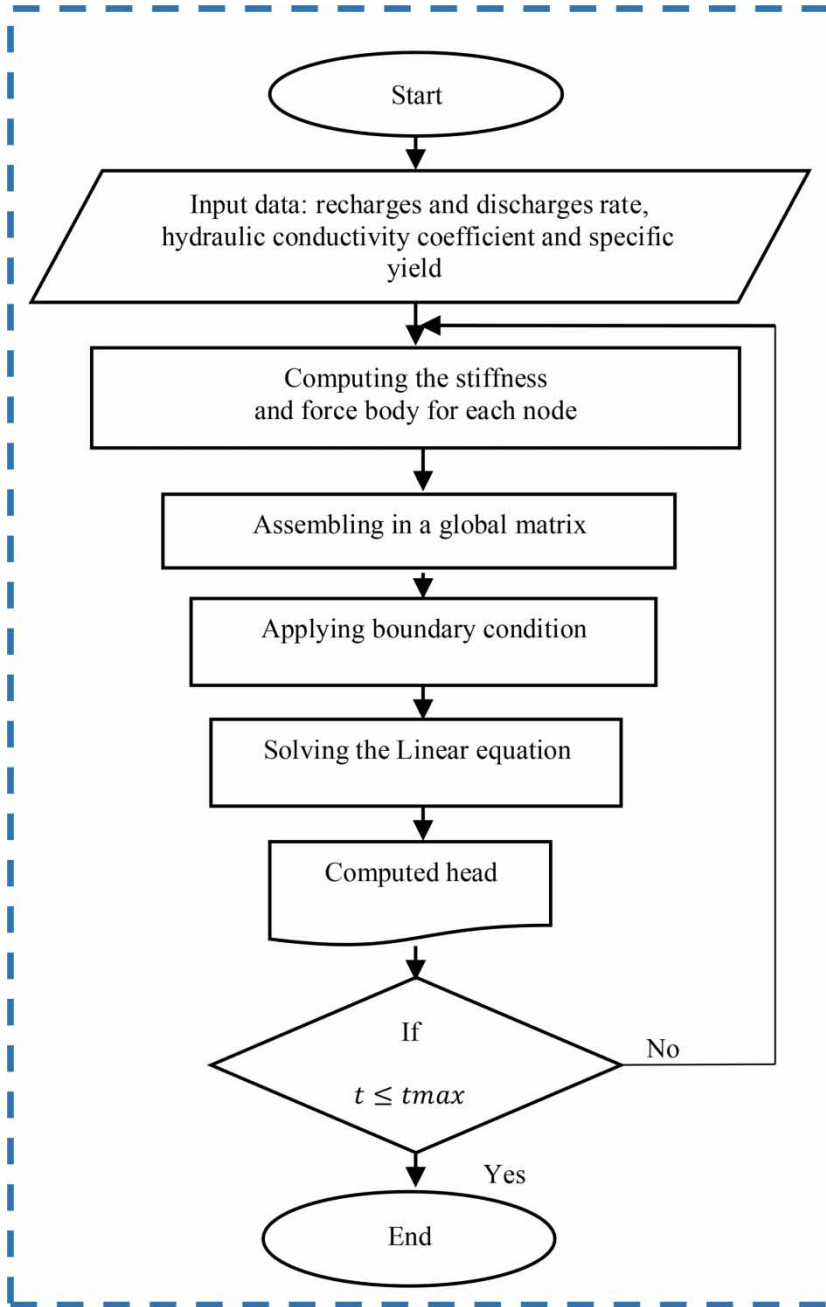 Start
Input data: recharges and discharges rate,
hydraulic conductivity coefficient and specific
yield
Computing the stiffness
and force body for each node
Assembling in a global matrix
Applying boundary condition
Solving the Linear equation
Computed head
If
t ≤ tmax
No
Yes
End